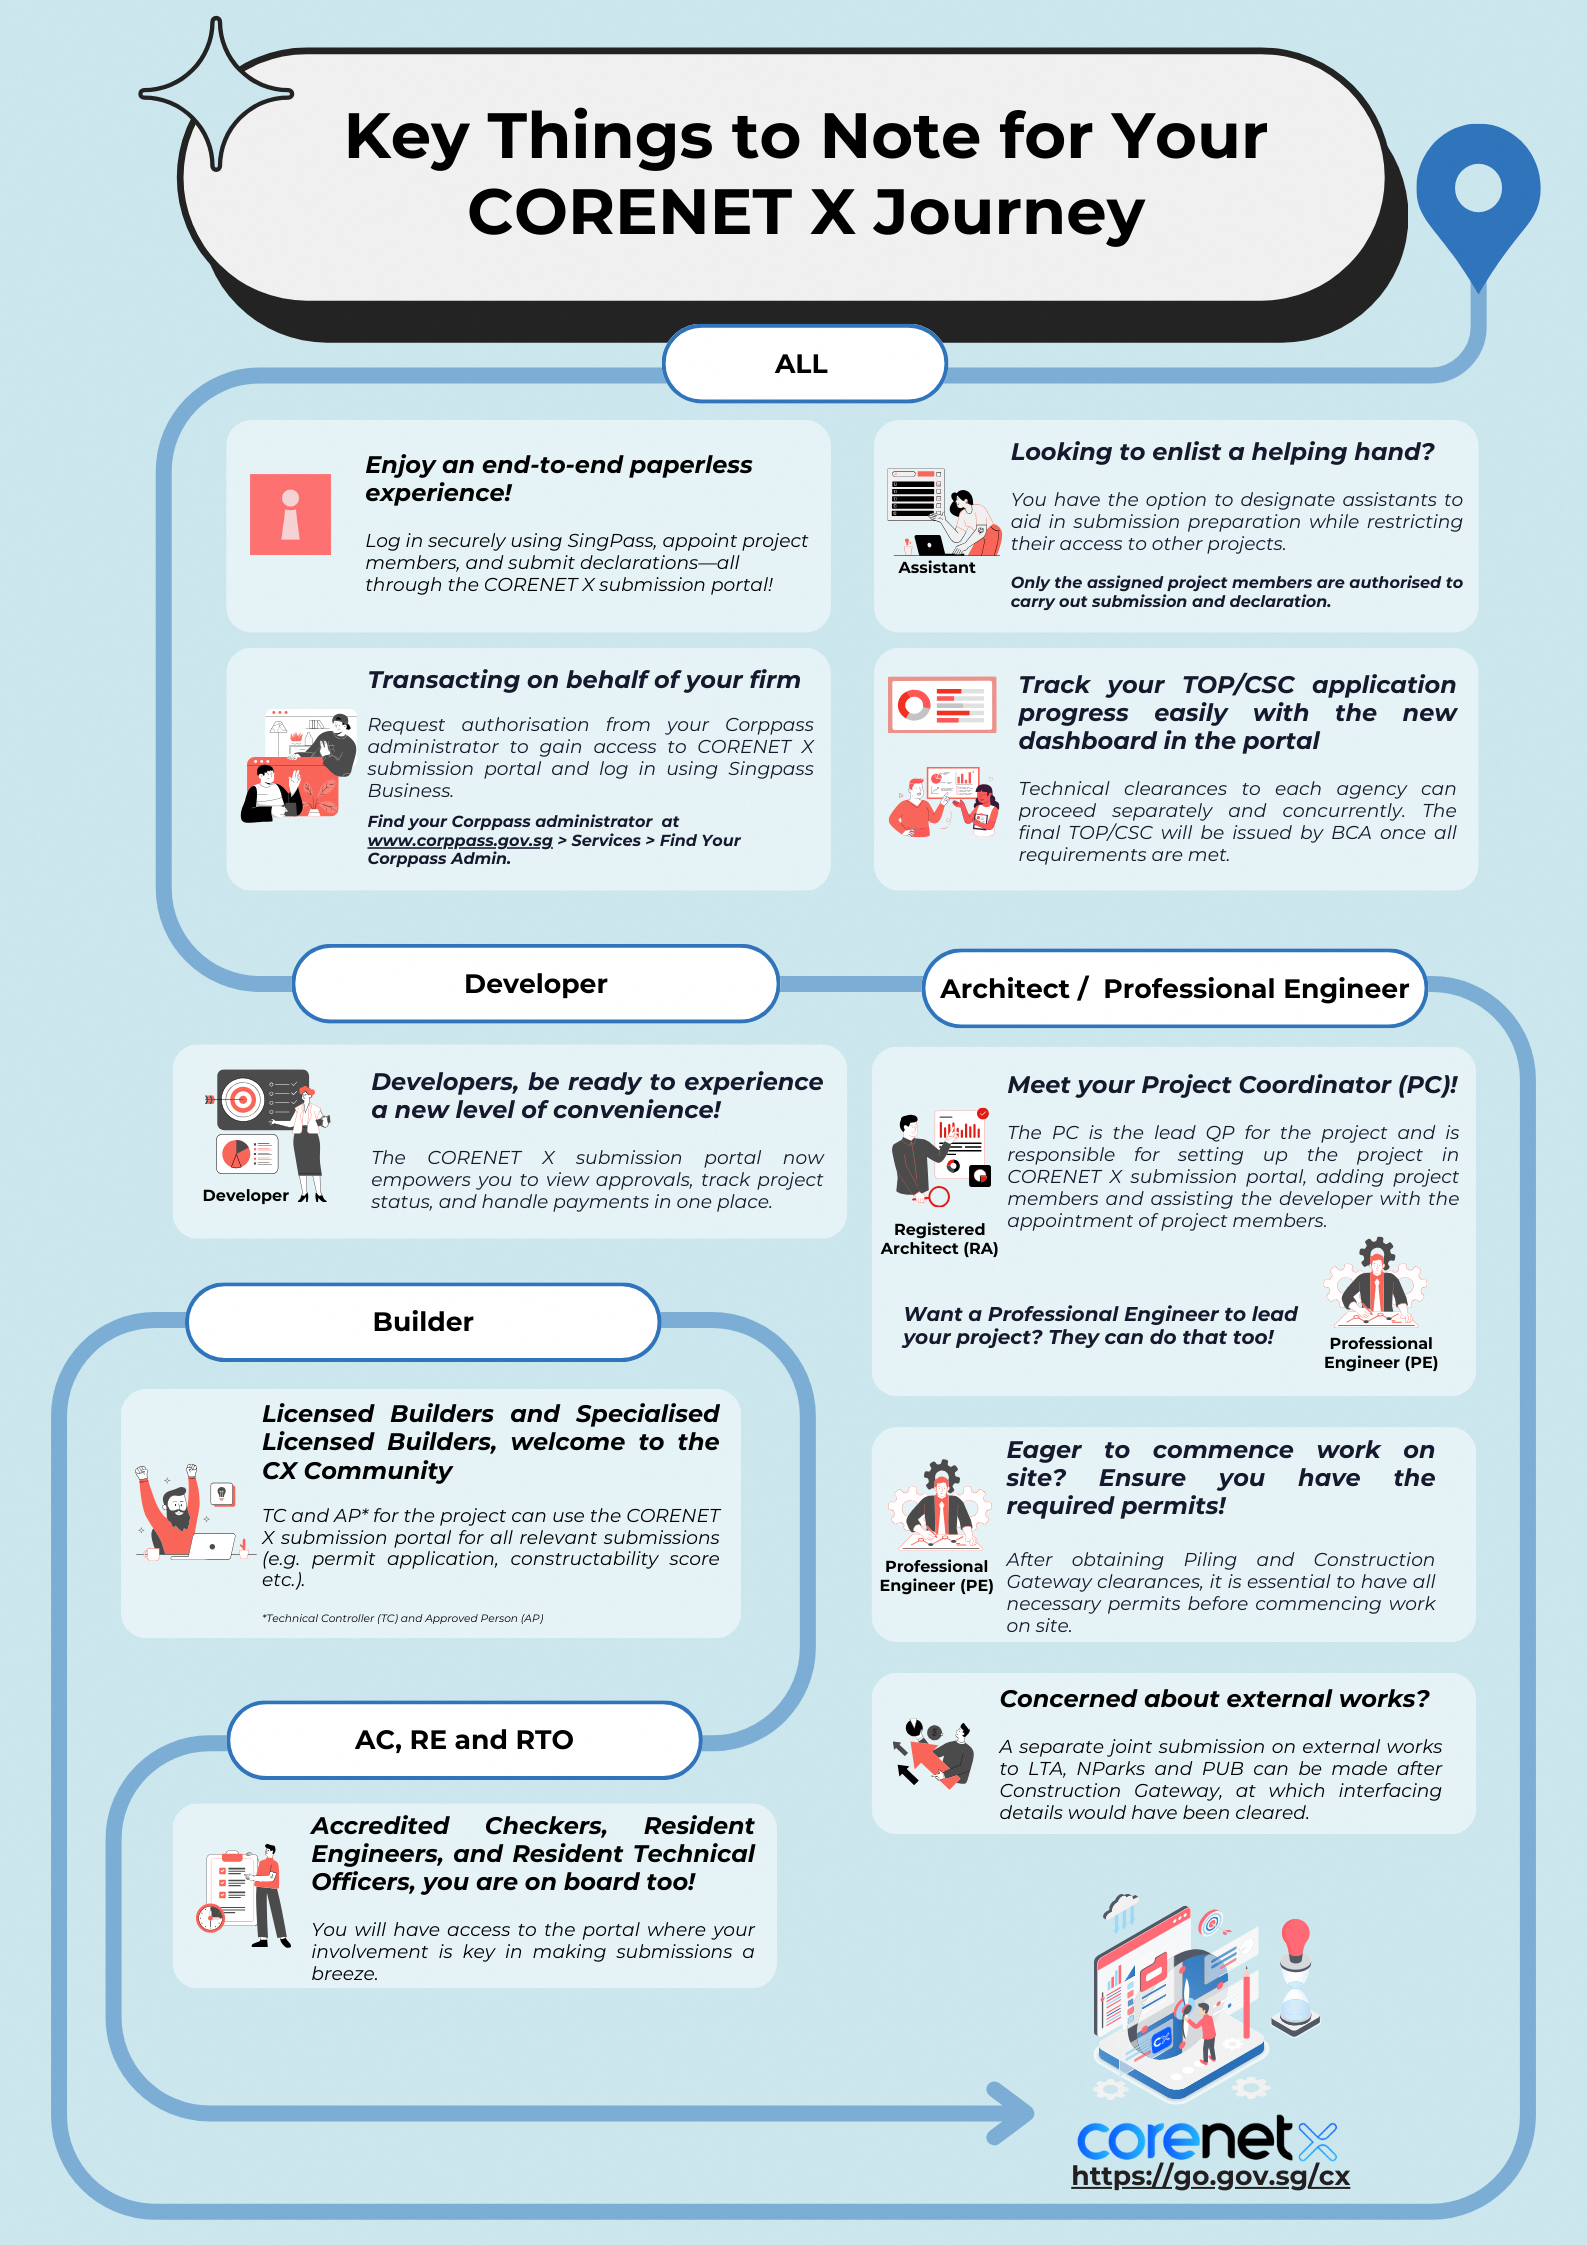 Key Things to Note for Your
CORENET X Journey
ALL
Enjoy an end-to-end paperless
experience!
Log in securely using SingPass, appoint project
members, and submit declarations—all
through the CORENET X submission portal!
Looking to enlist a helping hand?
You have the option to designate assistants to
aid in submission preparation while restricting
their access to other projects.
Only the assigned project members are authorised to
carry out submission and declaration.
Assistant
Transacting on behalf of your firm
Request authorisation from your Corppass
administrator to gain access to CORENET X
submission portal and log in using Singpass
Business.
Find your Corppass administrator at
www.corppass.gov.sg > Services > Find Your
Corppass Admin.
Track your TOP/CSC application
progress easily with the new
dashboard in the portal
Technical clearances to each agency can
proceed separately and concurrently. The
final TOP/CSC will be issued by BCA once all
requirements are met.
Developer
Developers, be ready to experience
a new level of convenience!
The CORENET X submission portal now
empowers you to view approvals, track project
status, and handle payments in one place.
Developer
Architect / Professional Engineer
Meet your Project Coordinator (PC)!
The PC is the lead QP for the project and is
responsible for setting up the project in
CORENET X submission portal, adding project
members and assisting the developer with the
appointment of project members.
Registered
Architect (RA)
Want a Professional Engineer to lead
your project? They can do that too!
Professional
Engineer (PE)
Eager to commence work on
site? Ensure you have the
required permits!
After obtaining Piling and Construction
Gateway clearances, it is essential to have all
necessary permits before commencing work
on site.
Professional
Engineer (PE)
Concerned about external works?
A separate joint submission on external works
to LTA, NParks and PUB can be made after
Construction Gateway, at which interfacing
details would have been cleared.
Builder
Licensed Builders and Specialised
Licensed Builders, welcome to the
CX Community
TC and AP* for the project can use the CORENET
X submission portal for all relevant submissions
(e.g. permit application, constructability score
etc.).
*Technical Controller (TC) and Approved Person (AP)
AC, RE and RTO
Accredited Checkers, Resident
Engineers, and Resident Technical
Officers, you are on board too!
You will have access to the portal where your
involvement is key in making submissions a
breeze.
CX
corenet X
https://go.gov.sg/cx